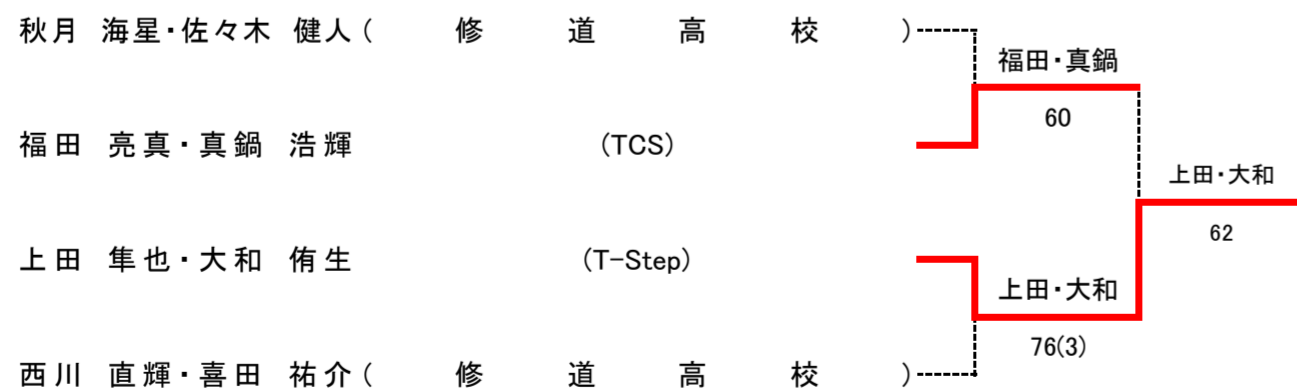 秋月 海星・佐々木 健人( 修 道 高 校 )
福田・真鍋
60
福田 亮真・真鍋 浩輝 (TCS)
上田・大和
62
上田 隼也・大和 侑生 (T-Step)
上田・大和
76(3)
西川 直輝・喜田 祐介( 修 道 高 校 )